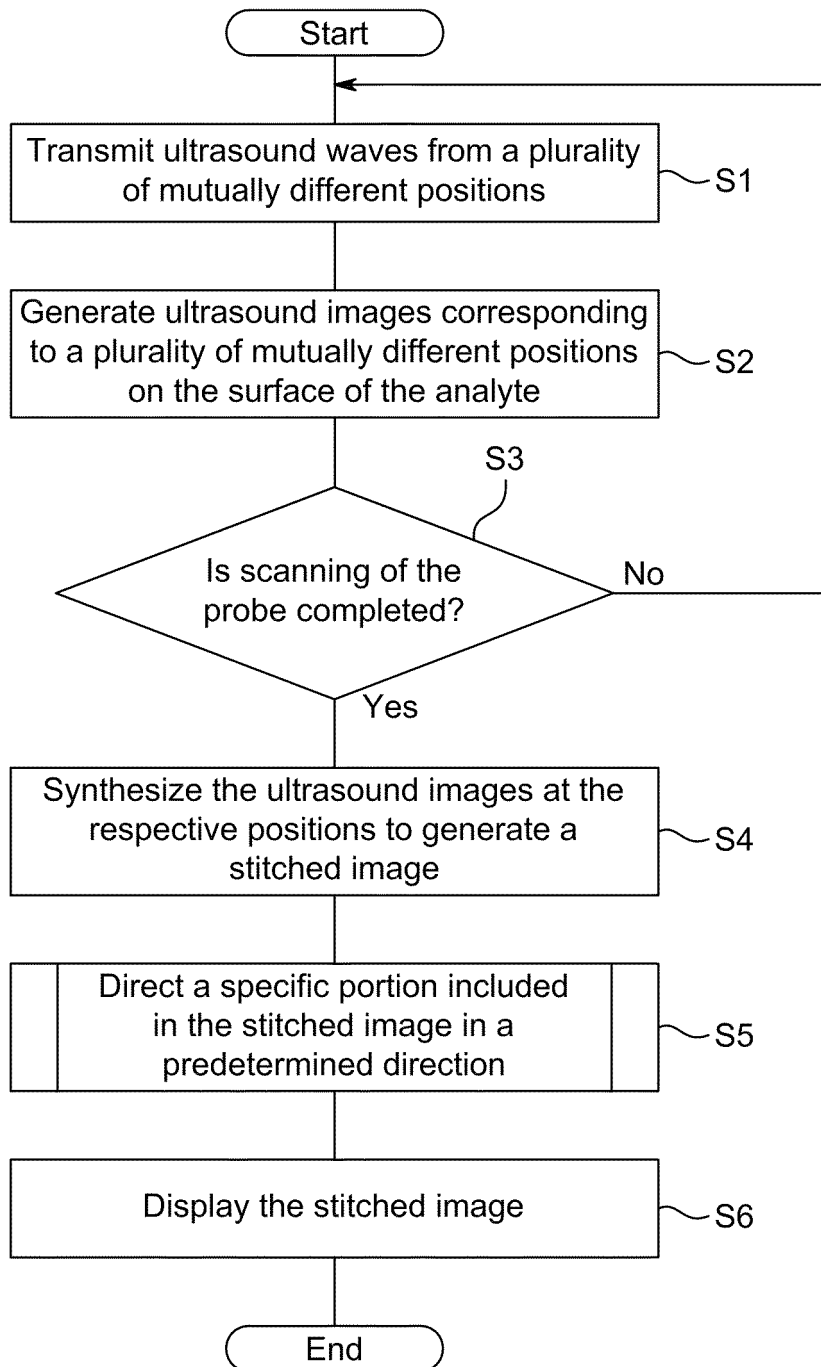 Start
Transmit ultrasound waves from a plurality
of mutually different positions
S1
Generate ultrasound images corresponding
to a plurality of mutually different positions
on the surface of the analyte
S2
S3
Is scanning of the
probe completed?
No
Yes
Synthesize the ultrasound images at the
respective positions to generate a
stitched image
S4
Direct a specific portion included
in the stitched image in a
predetermined direction
S5
Display the stitched image
S6
End